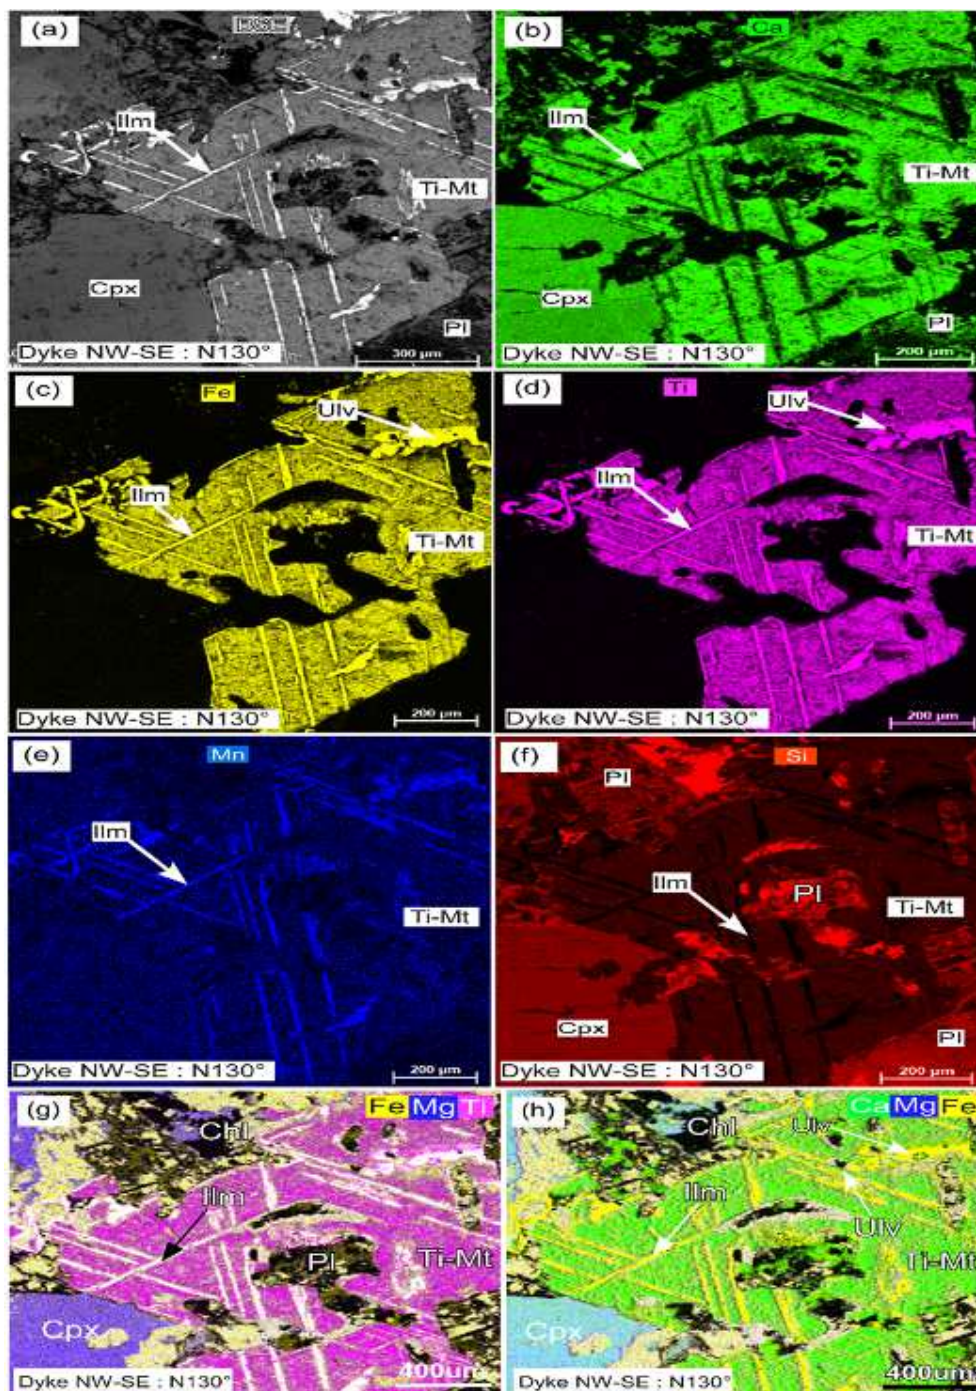 (a) BSE
Ilm
Ti-Mt
Cpx
Pl
Dyke NW-SE : N130° 300 µm
(b) Ca
Ilm
Ti-Mt
Cpx
Pl
Dyke NW-SE : N130° 200 µm
(c) Fe
Ulv
Ilm
Ti-Mt
Dyke NW-SE : N130° 200 µm
(d) Ti
Ulv
Ilm
Ti-Mt
Dyke NW-SE : N130° 200 µm
(e) Mn
Ilm
Ti-Mt
Dyke NW-SE : N130° 200 µm
(f) Si
Pl
Ilm
Pl
Ti-Mt
Cpx
Pl
Dyke NW-SE : N130° 200 µm
(g) Fe Mg Ti
Chl
Ilm
Pl
Ti-Mt
Cpx
Dyke NW-SE : N130° 400um
(h) Ca Mg Fe
Chl Ulv
Ilm
Ulv
Ti-Mt
Cpx
Dyke NW-SE : N130° 400um